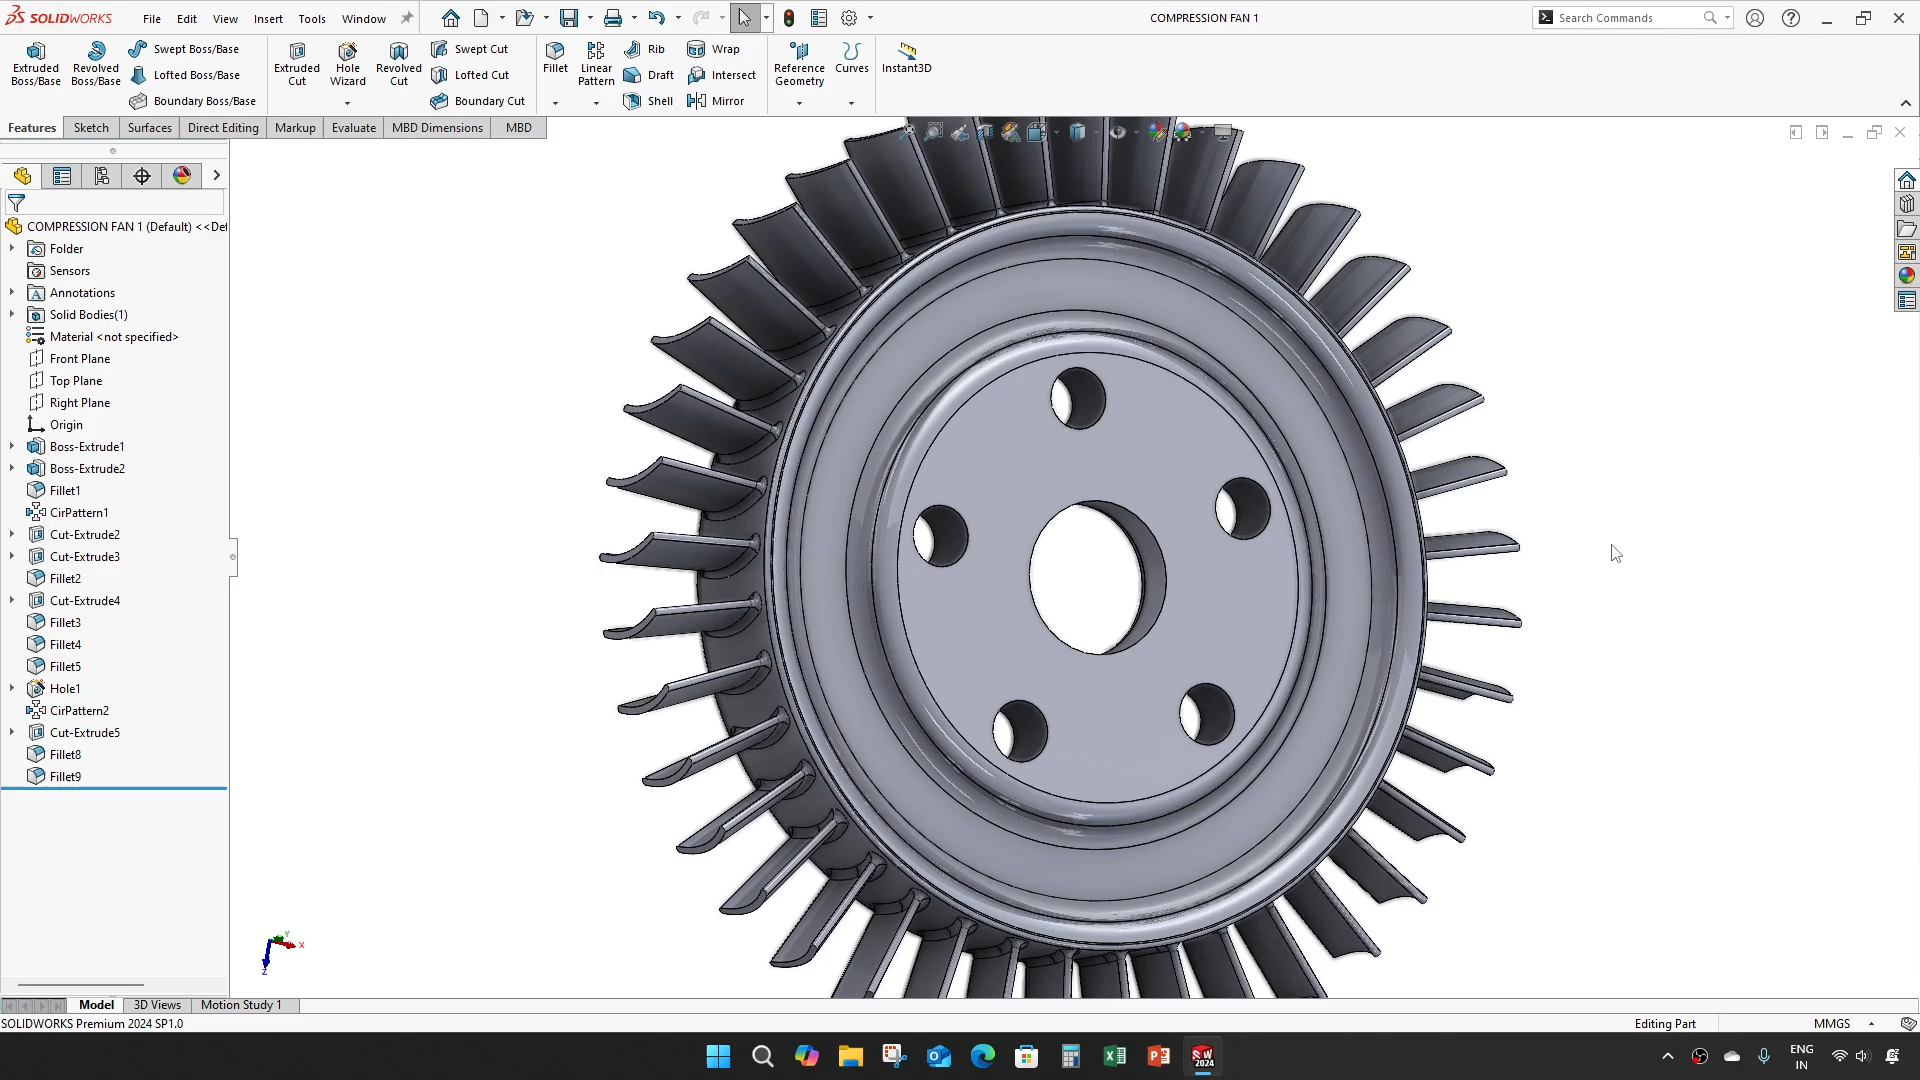 SOLIDWORKS
File Edit View Insert Tools Window
COMPRESSION FAN 1
Search Commands
Extruded Boss/Base
Revolved Boss/Base
Swept Boss/Base
Lofted Boss/Base
Boundary Boss/Base
Extruded Cut
Hole Wizard
Revolved Cut
Swept Cut
Lofted Cut
Boundary Cut
Fillet
Linear Pattern
Rib
Draft
Shell
Wrap
Intersect
Mirror
Reference Geometry
Curves
Instant3D
Features Sketch Surfaces Direct Editing Markup Evaluate MBD Dimensions MBD
COMPRESSION FAN 1 (Default) <<Def
Folder
Sensors
Annotations
Solid Bodies(1)
Material <not specified>
Front Plane
Top Plane
Right Plane
Origin
Boss-Extrude1
Boss-Extrude2
Fillet1
CirPattern1
Cut-Extrude2
Cut-Extrude3
Fillet2
Cut-Extrude4
Fillet3
Fillet4
Fillet5
Hole1
CirPattern2
Cut-Extrude5
Fillet8
Fillet9
Y
X
Z
Model 3D Views Motion Study 1
SOLIDWORKS Premium 2024 SP1.0
Editing Part
MMGS
SW 2024
ENG
IN